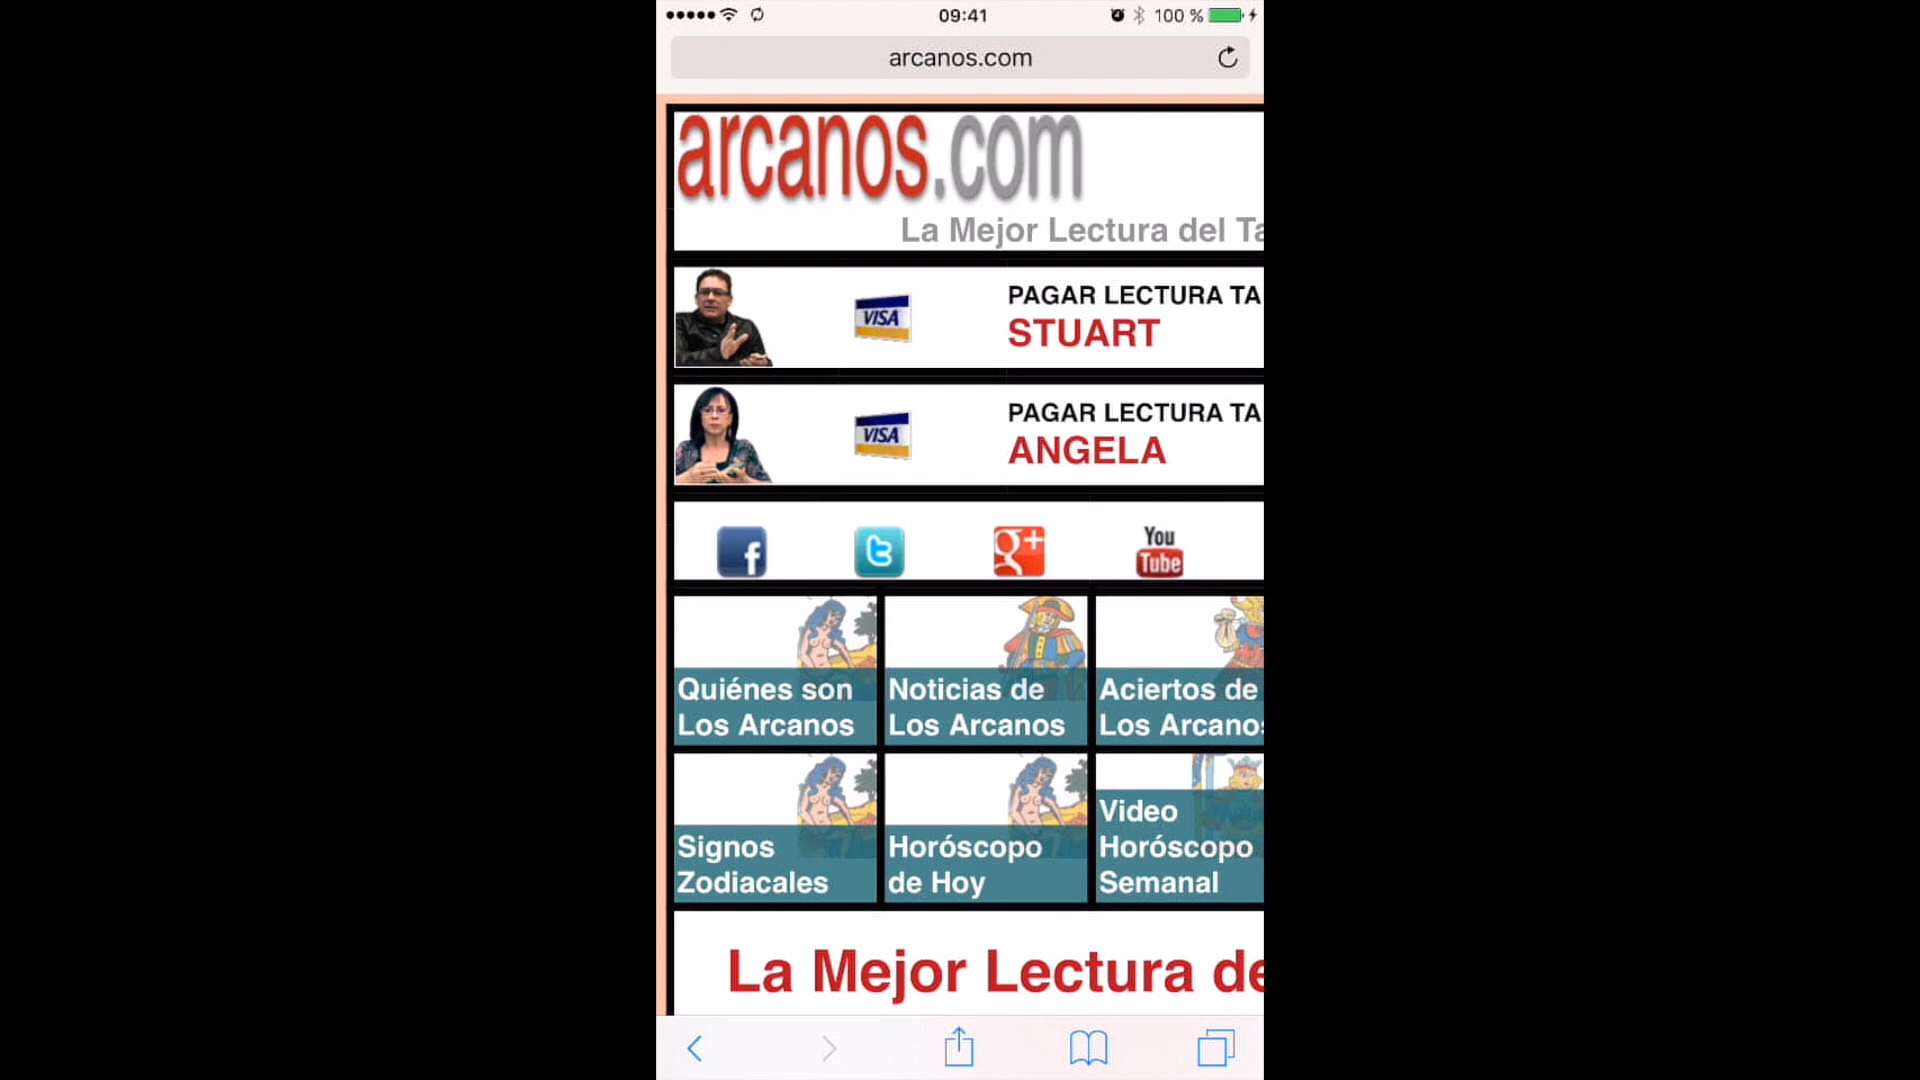 09:41
100 %
arcanos.com
arcanos.com
La Mejor Lectura del Ta
VISA
PAGAR LECTURA TA
STUART
VISA
PAGAR LECTURA TA
ANGELA
f
t
g+
You
Tube
Quiénes son
Los Arcanos
Noticias de
Los Arcanos
Aciertos de
Los Arcanos
Signos
Zodiacales
Horóscopo
de Hoy
Video
Horóscopo
Semanal
La Mejor Lectura de